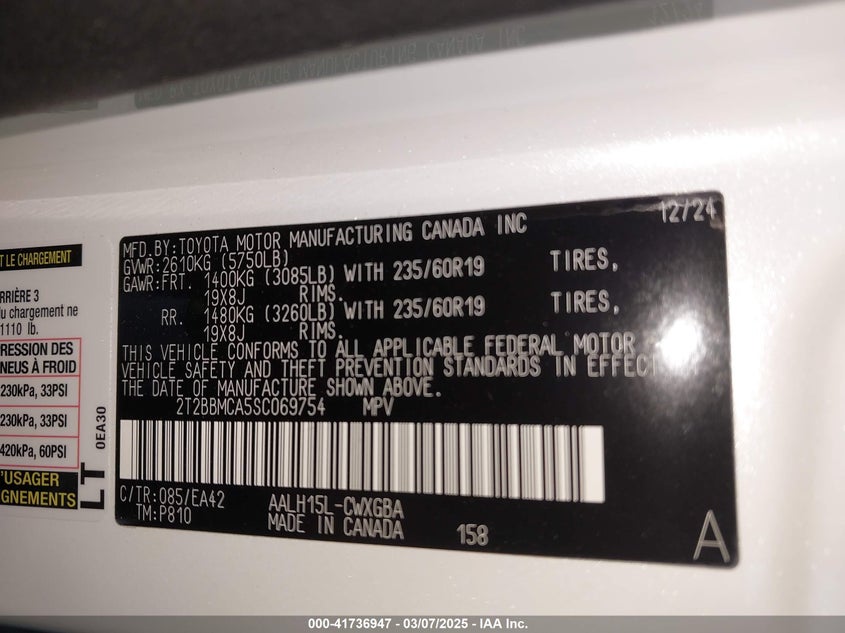 12/24
MFD. BY: TOYOTA MOTOR MANUFACTURING CANADA INC
GVWR: 2610KG (5750LB)
GAWR: FRT. 1400KG (3085LB) WITH 235/60R19 TIRES,
19X8J RIMS.
RR. 1480KG (3260LB) WITH 235/60R19 TIRES,
19X8J RIMS.
THIS VEHICLE CONFORMS TO ALL APPLICABLE FEDERAL MOTOR
VEHICLE SAFETY AND THEFT PREVENTION STANDARDS IN EFFECT
THE DATE OF MANUFACTURE SHOWN ABOVE.
2T2BBMCA5SC069754 MPV
C/TR: 085/EA42 AALH15L-CWXGBA
TM: P810 MADE IN CANADA 158
A
T LE CHARGEMENT
RRIÈRE 3
u chargement ne
1110 lb.
RESSION DES
NEUS À FROID
230kPa, 33PSI
230kPa, 33PSI
420kPa, 60PSI
'USAGER
GNEMENTS
0EA30
LT
000-41736947 - 03/07/2025 - IAA Inc.